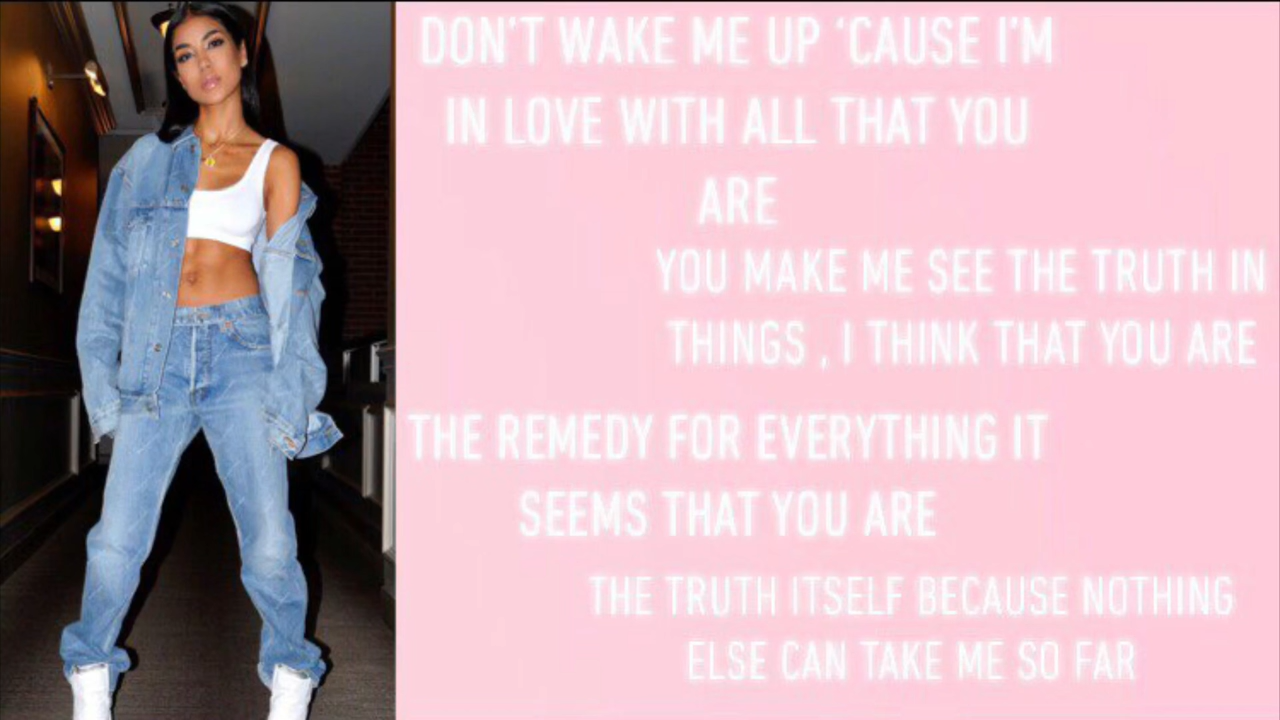 DON'T WAKE ME UP ‘CAUSE I'M
IN LOVE WITH ALL THAT YOU
ARE
YOU MAKE ME SEE THE TRUTH IN
THINGS , I THINK THAT YOU ARE
THE REMEDY FOR EVERYTHING IT
SEEMS THAT YOU ARE
THE TRUTH ITSELF BECAUSE NOTHING
ELSE CAN TAKE ME SO FAR